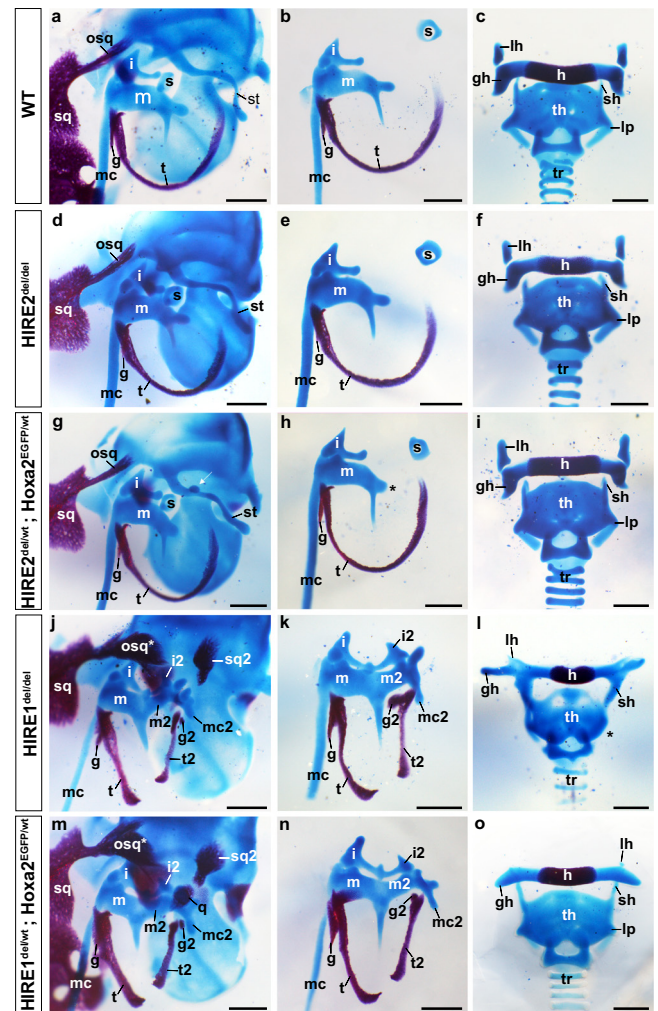 WT
a
osq
i
s
m
st
sq
g
t
mc
b
s
i
m
g
t
mc
c
lh
h
gh
sh
th
lp
tr
HIRE2del/del
d
osq
i
s
m
sq
st
g
mc
t
e
s
i
m
g
mc
t
f
lh
h
gh
sh
th
lp
tr
HIRE2del/wt ; Hoxa2EGFP/wt
g
osq
i
s
m
sq
st
g
mc
t
h
i
s
m
*
g
mc
t
i
lh
h
gh
sh
th
lp
tr
HIRE1del/del
j
osq*
i
i2
sq2
sq
m
m2
mc2
g2
g
t2
mc
t
k
i
i2
m
m2
mc2
g2
g
t2
mc
t
l
lh
h
gh
sh
th
*
tr
HIRE1del/wt ; Hoxa2EGFP/wt
m
osq*
i
i2
sq2
sq
m
q
m2
mc2
g2
g
t2
mc
t
n
i
i2
m
m2
g2
mc2
g
t2
mc
t
o
lh
h
gh
sh
th
lp
tr